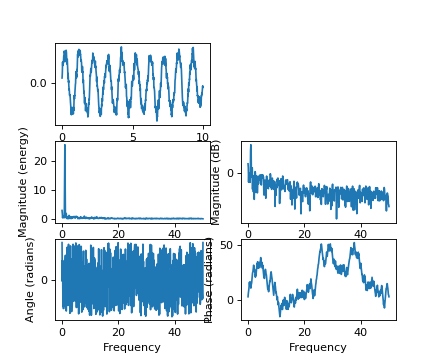 0.0
0 5 10
Magnitude (energy)
20
10
0
0 20 40
Magnitude (dB)
0
0 20 40
Angle (radians)
0
0 20 40
Frequency
Phase (radians)
50
0
0 20 40
Frequency